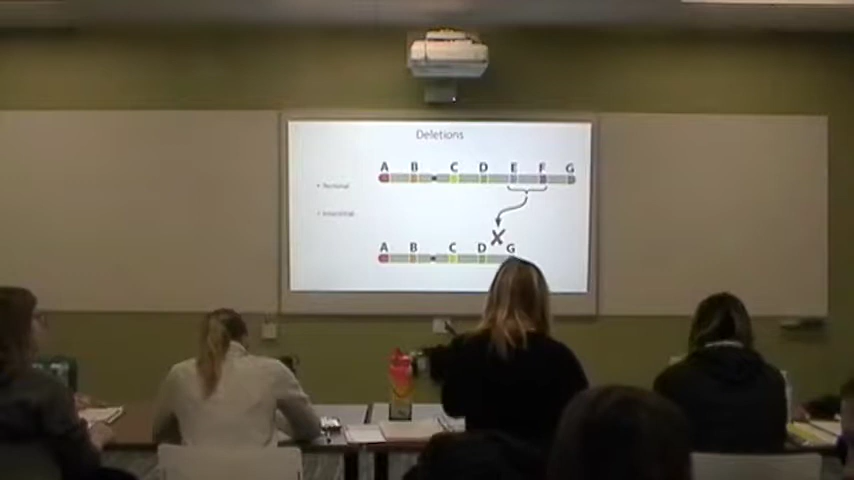 Deletions
A B C D E F G
• Terminal
• Interstitial
X
A B C D G